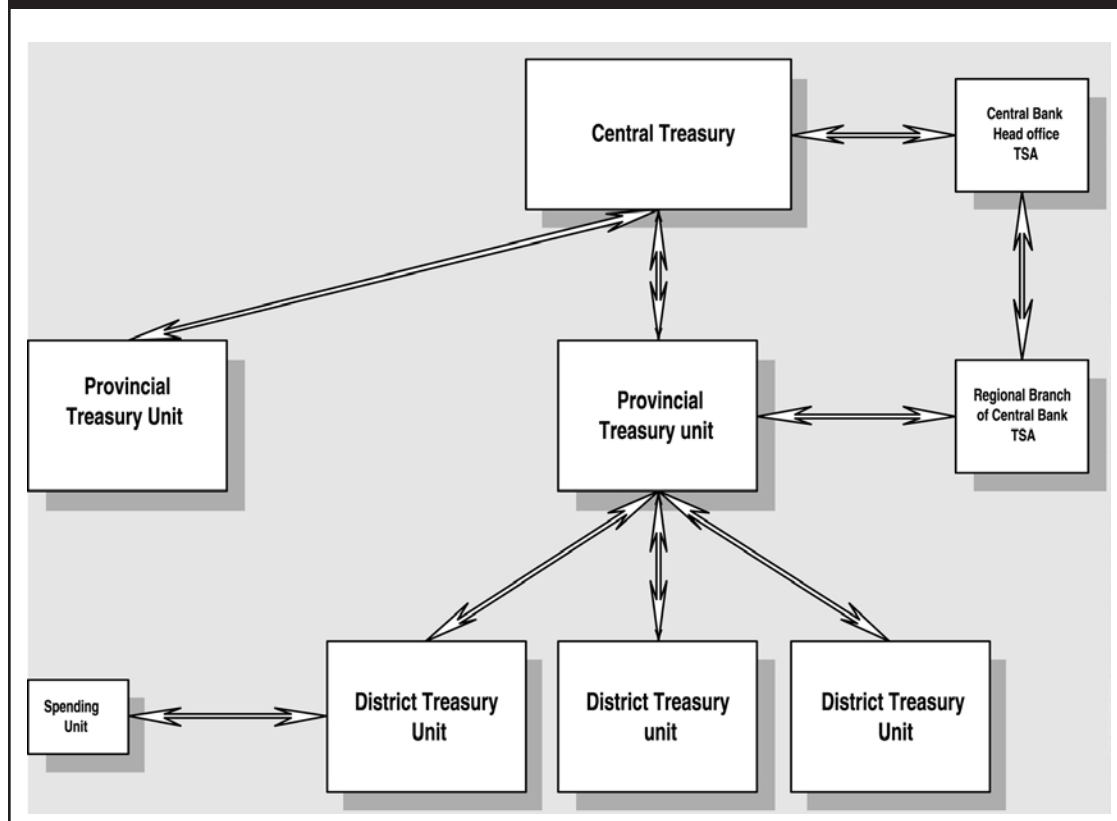 Central Treasury
Central Bank
Head office
TSA
Provincial
Treasury Unit
Provincial
Treasury unit
Regional Branch
of Central Bank
TSA
Spending
Unit
District Treasury
Unit
District Treasury
unit
District Treasury
Unit